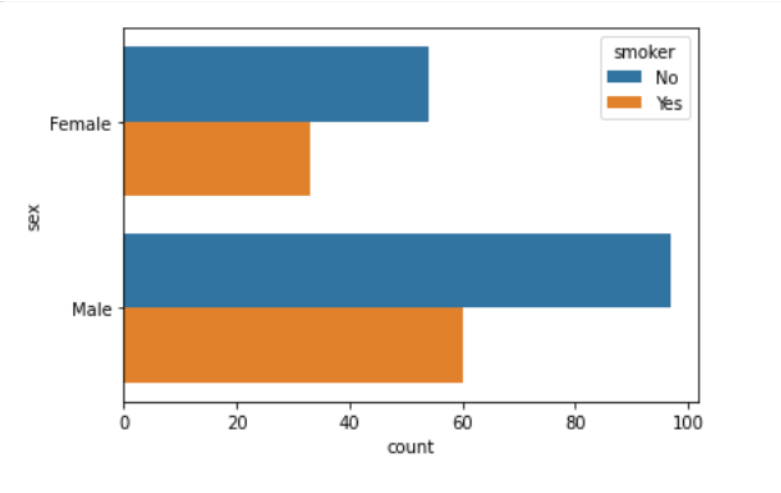 smoker
No
Yes
Female
sex
Male
0 20 40 60 80 100
count